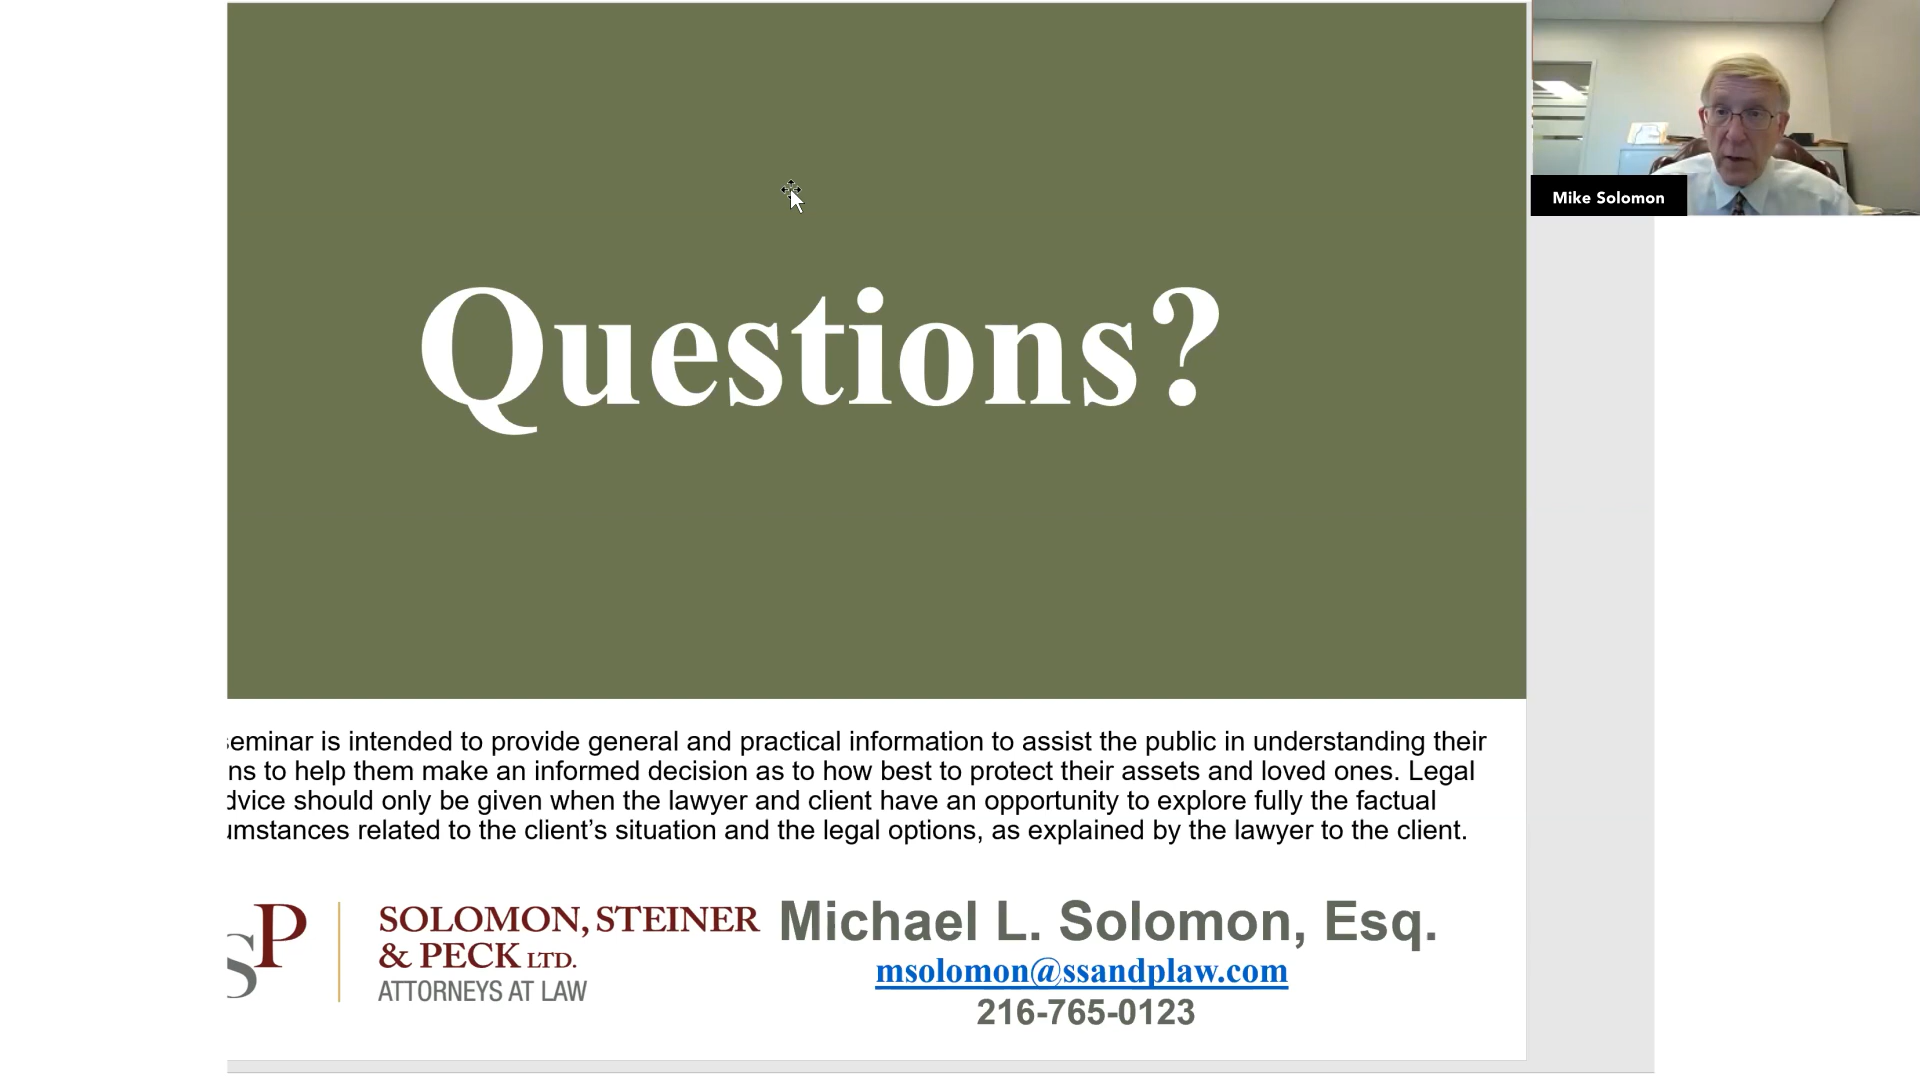 Questions?
Mike Solomon
seminar is intended to provide general and practical information to assist the public in understanding their
ns to help them make an informed decision as to how best to protect their assets and loved ones. Legal
dvice should only be given when the lawyer and client have an opportunity to explore fully the factual
umstances related to the client’s situation and the legal options, as explained by the lawyer to the client.
SP
SOLOMON, STEINER
& PECK LTD.
ATTORNEYS AT LAW
Michael L. Solomon, Esq.
msolomon@ssandplaw.com
216-765-0123